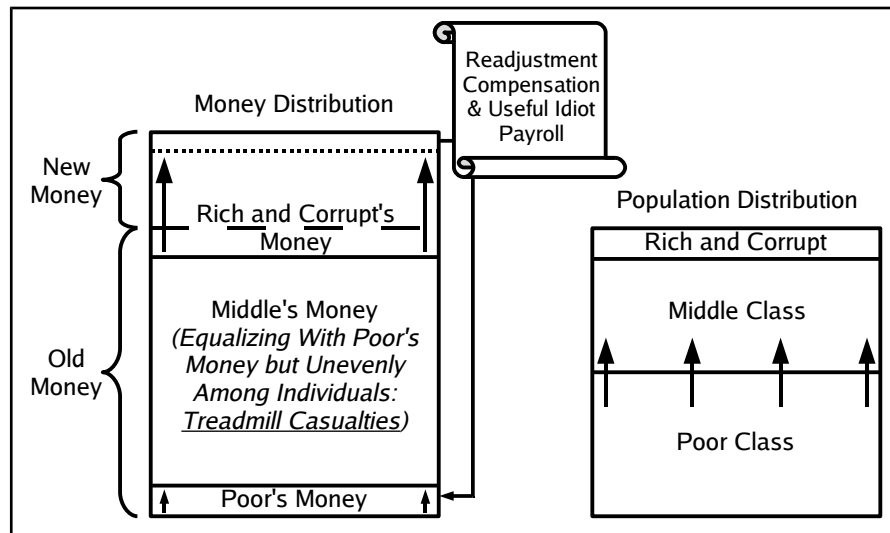 Readjustment
Compensation
& Useful Idiot
Payroll
Money Distribution
New
Money
Rich and Corrupt's
Money
Old
Money
Middle's Money
(Equalizing With Poor's
Money but Unevenly
Among Individuals:
Treadmill Casualties)
Poor's Money
Population Distribution
Rich and Corrupt
Middle Class
Poor Class